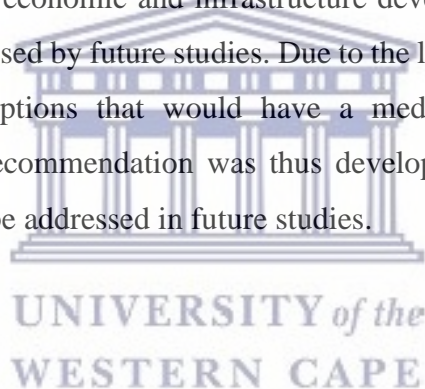 economic and infrastructure deve
sed by future studies. Due to the l
ptions that would have a med
ecommendation was thus develop
be addressed in future studies.
UNIVERSITY of the
WESTERN CAPE